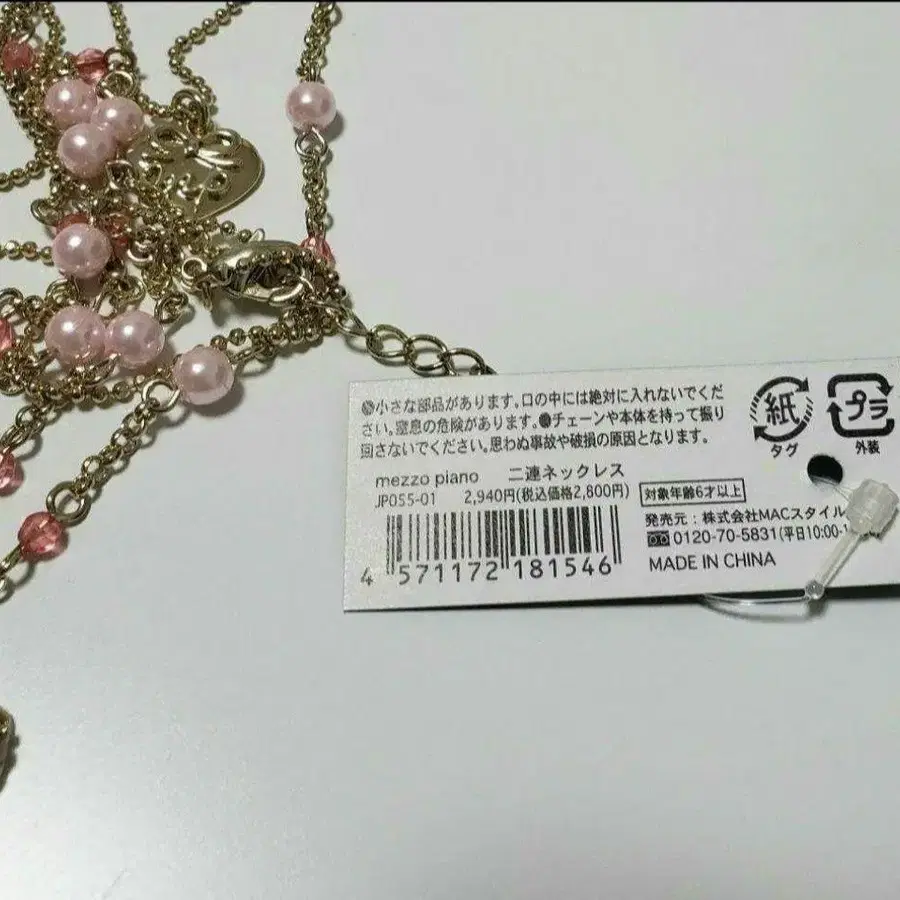 ●小さな部品があります。口の中には絶対に入れないでくだ
さい。窒息の危険があります。●チェーンや本体を持って振り
回さないでください。思わぬ事故や破損の原因となります。
mezzo piano 二連ネックレス
JP055-01 2,940円(税込価格2,800円)
4 571172 181546
対象年齢6才以上
発売元:株式会社MACスタイル
0120-70-5831(平日10:00-1
MADE IN CHINA
紙
タグ
プラ
外装